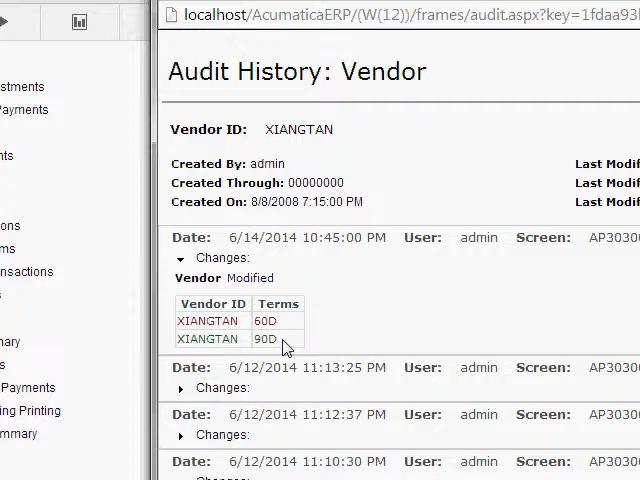 localhost/AcumaticaERP/(W(12))/frames/audit.aspx?key=1fdaa93
Audit History: Vendor
Vendor ID: XIANGTAN
Created By: admin Last Modif
Created Through: 00000000 Last Modif
Created On: 8/8/2008 7:15:00 PM Last Modif
Date: 6/14/2014 10:45:00 PM User: admin Screen: AP3030
Changes:
Vendor Modified
Vendor ID Terms
XIANGTAN 60D
XIANGTAN 90D
Date: 6/12/2014 11:13:25 PM User: admin Screen: AP3030
Changes:
Date: 6/12/2014 11:12:37 PM User: admin Screen: AP3030
Changes:
Date: 6/12/2014 11:10:30 PM User: admin Screen: AP3030
stments
Payments
nts
ons
ms
nsactions
s
nary
s
Payments
ing Printing
mmary